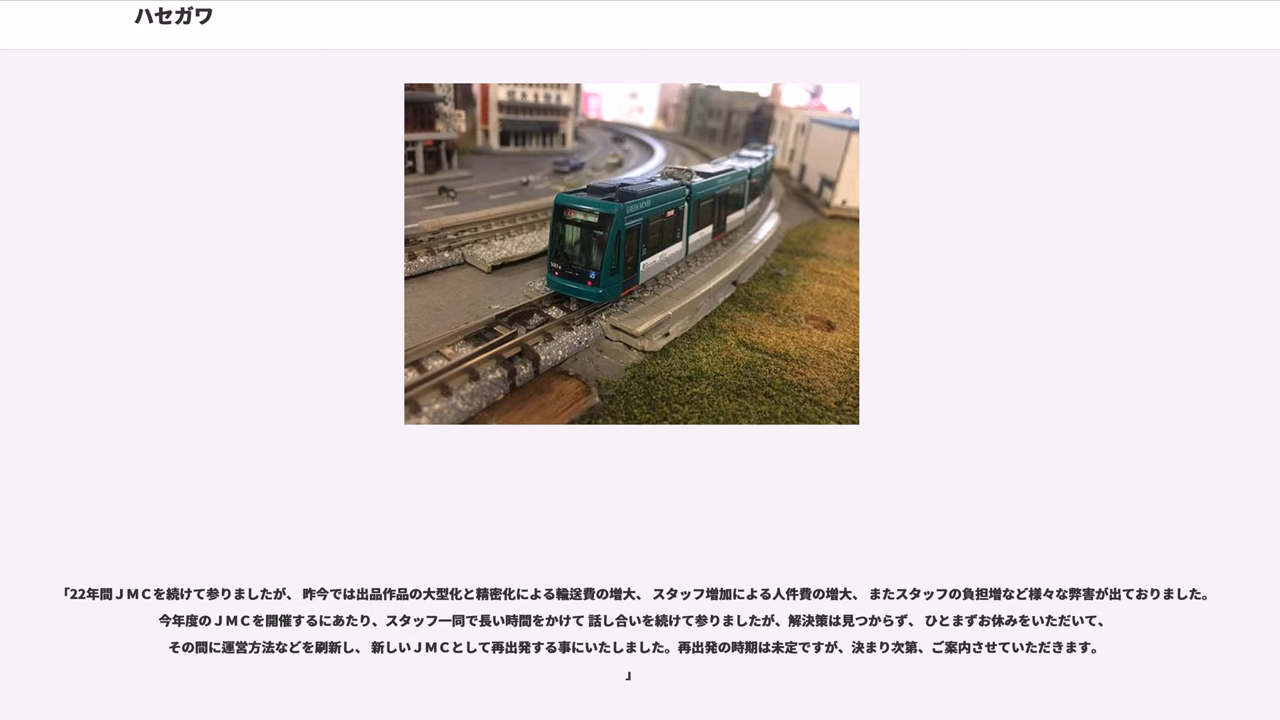 ハセガワ
GREEN MOVER
「22年間ＪＭＣを続けて参りましたが、 昨今では出品作品の大型化と精密化による輸送費の増大、 スタッフ増加による人件費の増大、 またスタッフの負担増など様々な弊害が出ておりました。
今年度のＪＭＣを開催するにあたり、スタッフ一同で長い時間をかけて 話し合いを続けて参りましたが、解決策は見つからず、 ひとまずお休みをいただいて、
その間に運営方法などを刷新し、 新しいＪＭＣとして再出発する事にいたしました。再出発の時期は未定ですが、決まり次第、ご案内させていただきます。
」